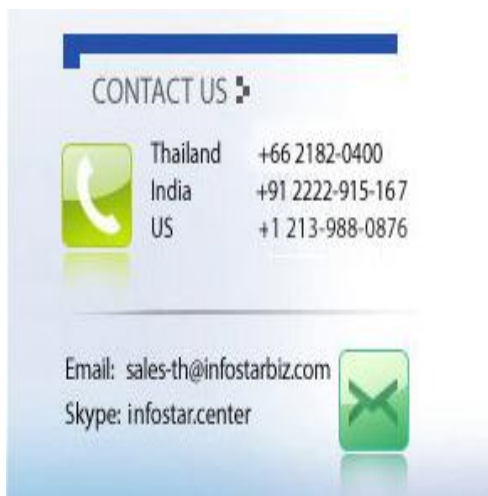 CONTACT US
Thailand +66 2182-0400
India +91 2222-915-167
US +1 213-988-0876
Email: sales-th@infostarbiz.com
Skype: infostar.center